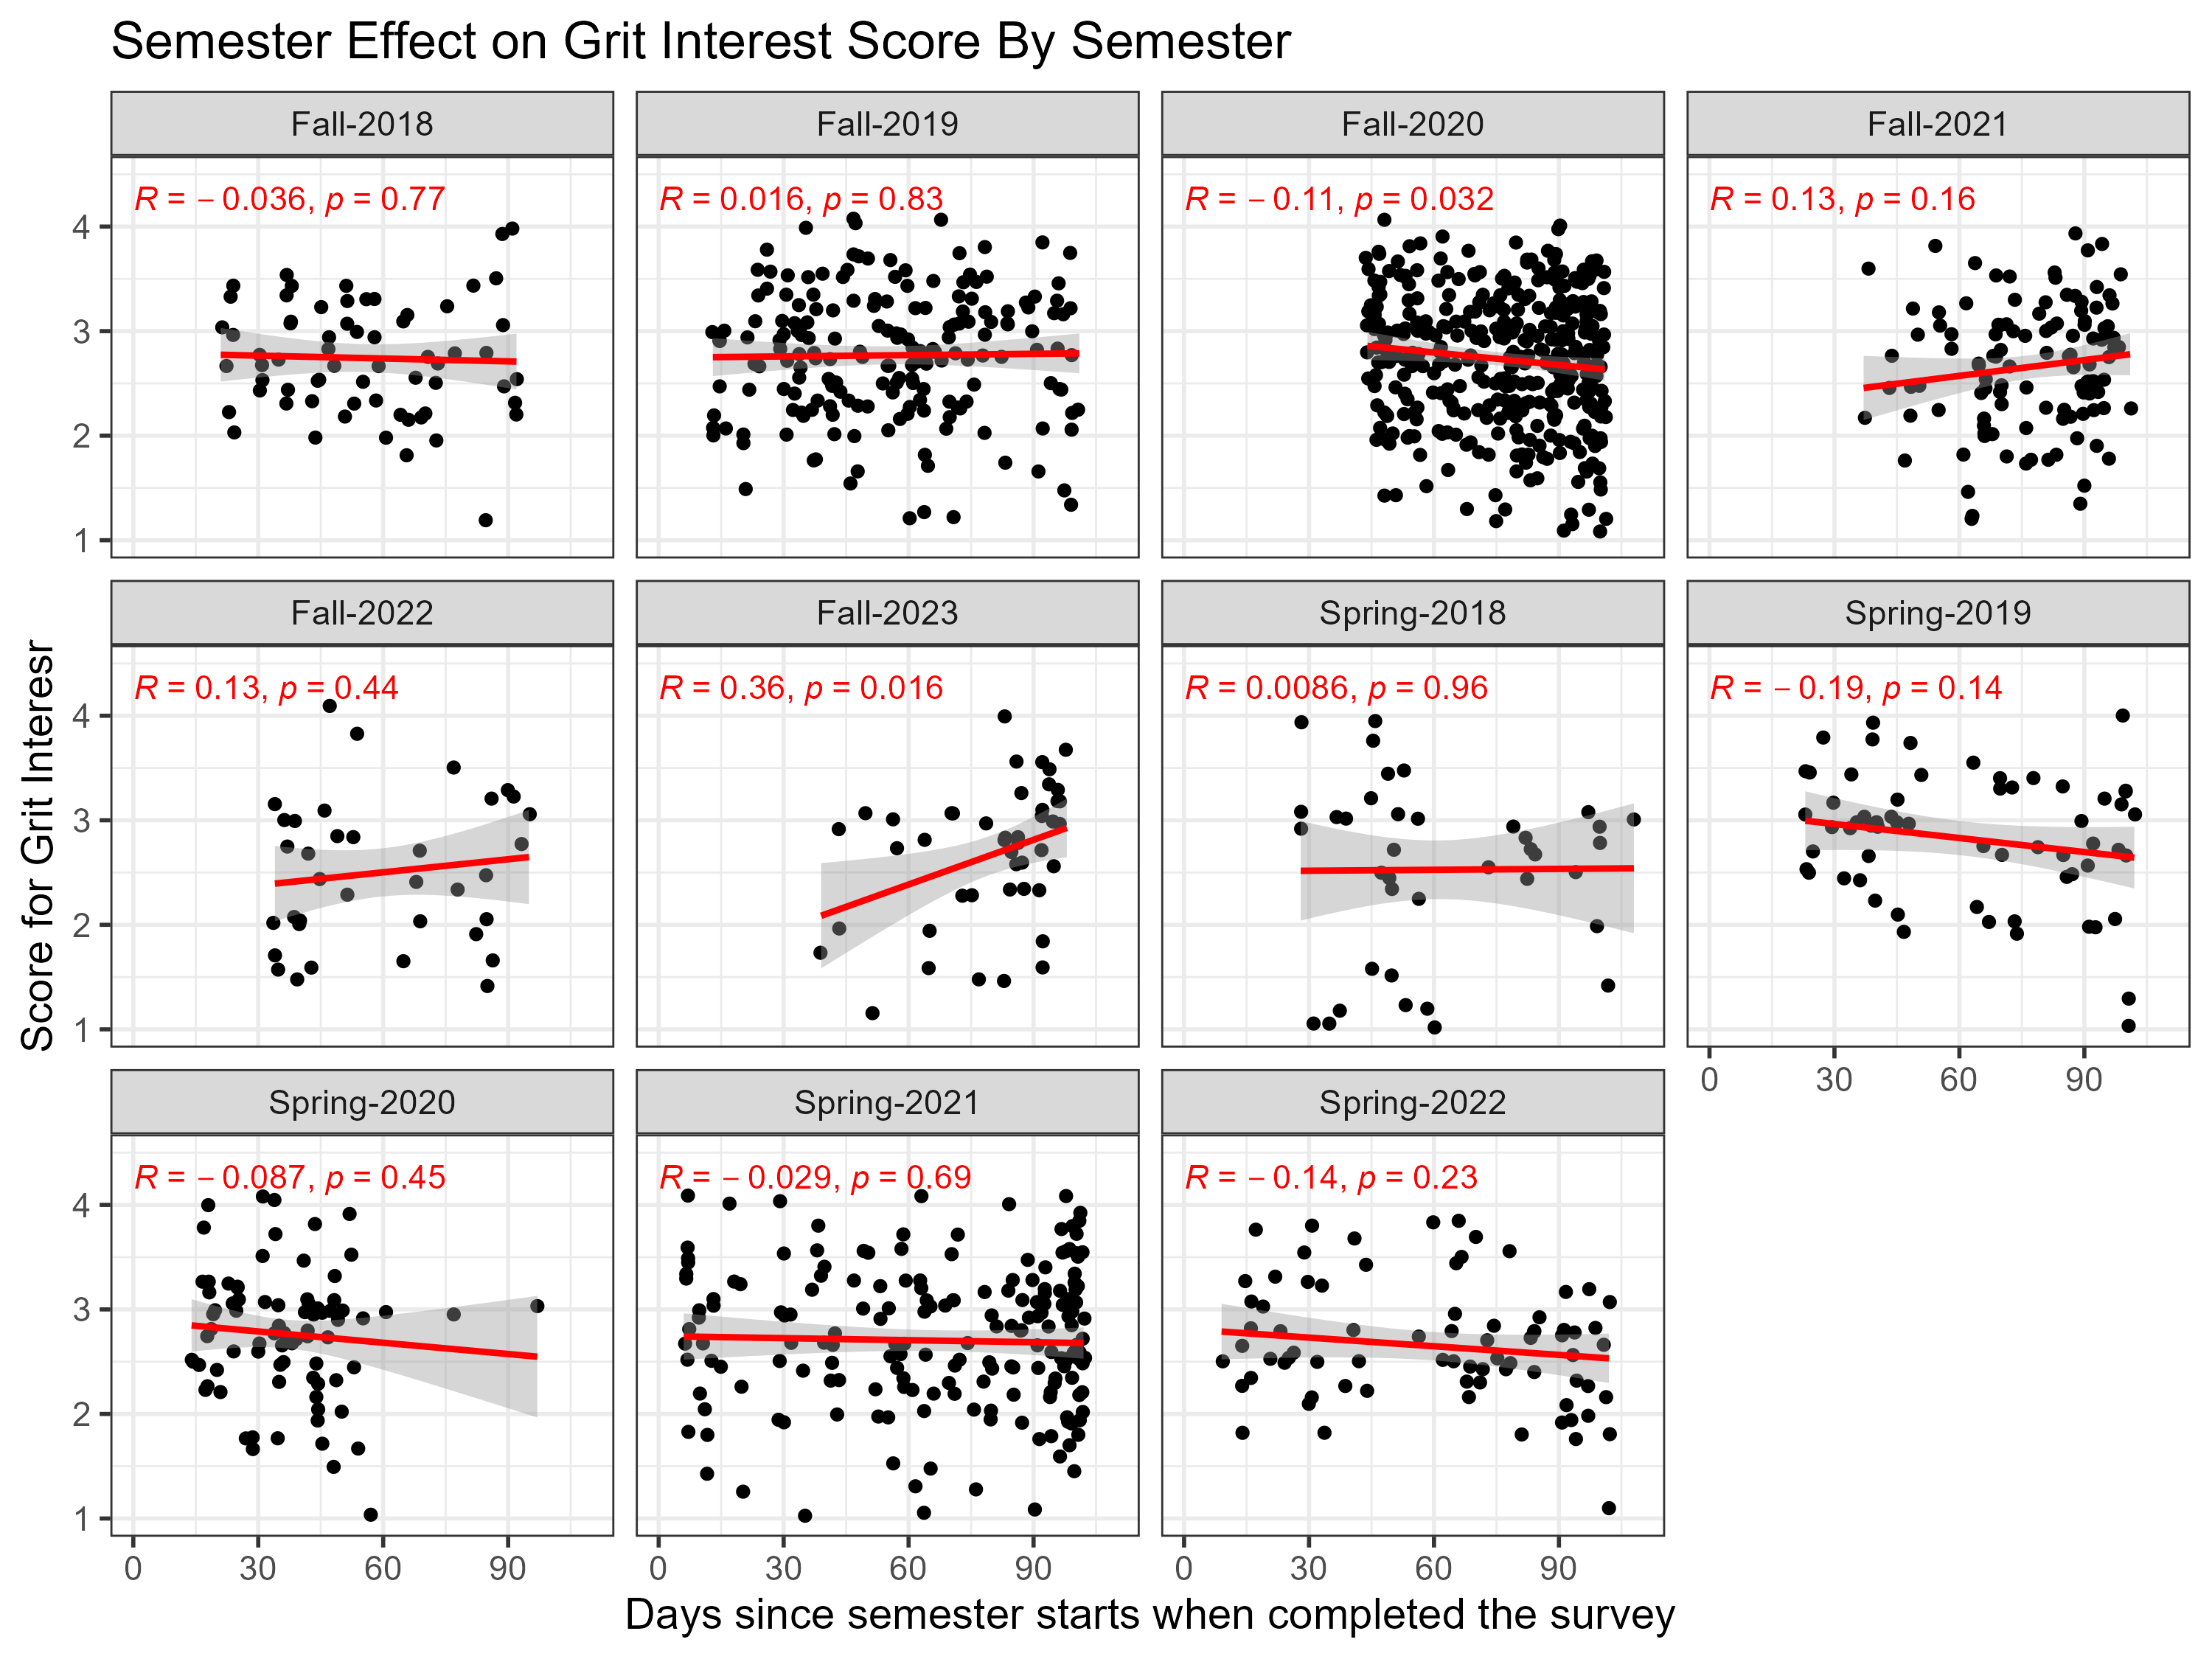 Semester Effect on Grit Interest Score By Semester
Fall-2018
Fall-2019
Fall-2020
Fall-2021
R = − 0.036, p = 0.77
R = 0.016, p = 0.83
R = − 0.11, p = 0.032
R = 0.13, p = 0.16
4
3
2
1
Fall-2022
Fall-2023
Spring-2018
Spring-2019
R = 0.13, p = 0.44
R = 0.36, p = 0.016
R = 0.0086, p = 0.96
R = − 0.19, p = 0.14
4
3
2
1
0 30 60 90
Score for Grit Interesr
Spring-2020
Spring-2021
Spring-2022
R = − 0.087, p = 0.45
R = − 0.029, p = 0.69
R = − 0.14, p = 0.23
4
3
2
1
0 30 60 90
0 30 60 90
0 30 60 90
Days since semester starts when completed the survey